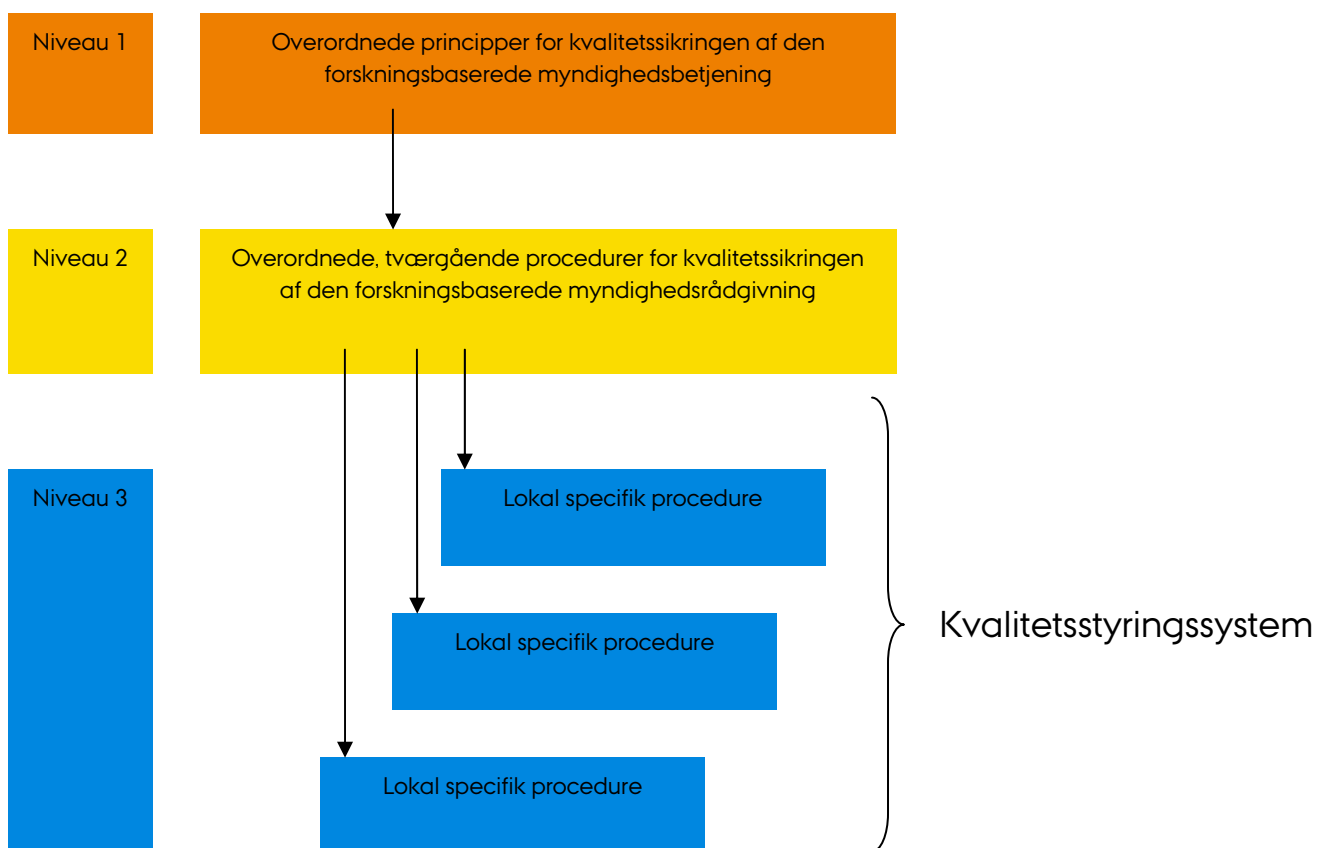 Niveau 1
Overordnede principper for kvalitetssikringen af den
forskningsbaserede myndighedsbetjening
Niveau 2
Overordnede, tværgående procedurer for kvalitetssikringen
af den forskningsbaserede myndighedsrådgivning
Niveau 3
Lokal specifik procedure
Lokal specifik procedure
Lokal specifik procedure
Kvalitetsstyringssystem